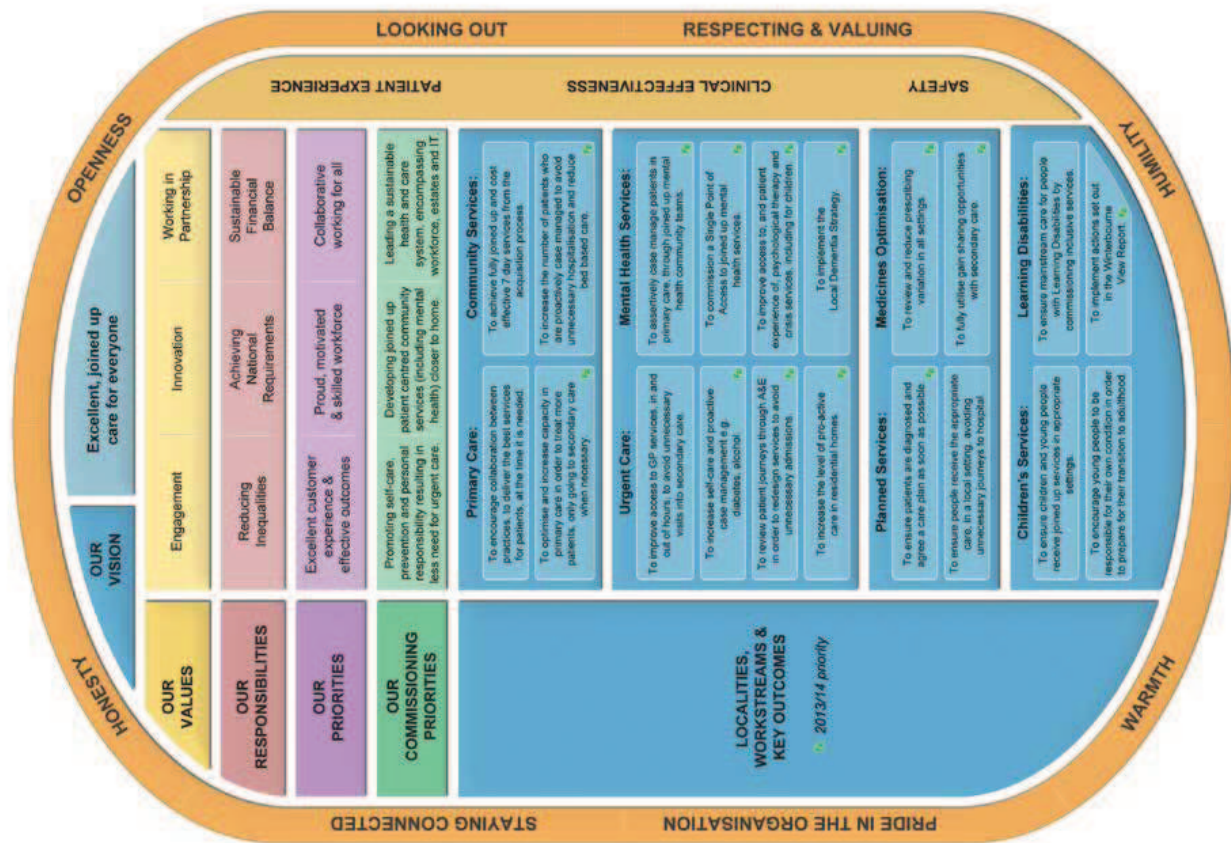 HONESTY
OPENNESS
LOOKING OUT
RESPECTING & VALUING
HUMILITY
WARMTH
PRIDE IN THE ORGANISATION
STAYING CONNECTED
PATIENT EXPERIENCE
CLINICAL EFFECTIVENESS
SAFETY
OUR
VISION
Excellent, joined up
care for everyone
OUR
VALUES
Engagement
Innovation
Working in
Partnership
OUR
RESPONSIBILITIES
Reducing
Inequalities
Achieving
National
Requirements
Sustainable
Financial
Balance
OUR
PRIORITIES
Excellent customer
experience &
effective outcomes
Proud, motivated
& skilled workforce
Collaborative
working for all
OUR
COMMISSIONING
PRIORITIES
Promoting self-care,
prevention and personal
responsibility resulting in
less need for urgent care.
Developing joined up
patient centred community
services (including mental
health) closer to home.
Leading a sustainable
health and care
system, encompassing
workforce, estates and IT.
LOCALITIES,
WORKSTREAMS &
KEY OUTCOMES
2013/14 priority
Primary Care:
To encourage collaboration between
practices, to deliver the best services
for patients, at the time it is needed.
To optimise and increase capacity in
primary care in order to treat more
patients, only going to secondary care
when necessary
Community Services:
To achieve fully joined up and cost
effective 7 day services from the
acquisition process.
To increase the number of patients who
are proactively case managed to avoid
unnecessary hospitalisation and reduce
bed based care.
Urgent Care:
To improve access to GP services, in and
out of hours, to avoid unnecessary
visits into secondary care.
To increase self-care and proactive
case management e.g.
diabetes, alcohol.
To review patient journeys through A&E
in order to redesign services to avoid
unnecessary admissions.
To increase the level of pro-active
care in residential homes.
Mental Health Services:
To assertively case manage patients in
primary care, through joined up mental
health community teams.
To commission a Single Point of
Access to joined up mental
health services.
To improve access to, and patient
experience of, psychological therapy and
crisis services, including for children.
To implement the
Local Dementia Strategy.
Planned Services:
To ensure patients are diagnosed and
agree a care plan as soon as possible
To ensure people receive the appropriate
care, in a local setting, avoiding
unnecessary journeys to hospital
Medicines Optimisation:
To review and reduce prescribing
variation in all settings.
To fully utilise gain sharing opportunities
with secondary care.
Children's Services:
To ensure children and young people
receive joined up services in appropriate
settings.
To encourage young people to be
responsible for their own condition in order
to prepare for their transition to adulthood
Learning Disabilities:
To ensure mainstream care for people
with Learning Disabilities by
commissioning inclusive services.
To implement actions set out
in the Winterbourne
View Report.